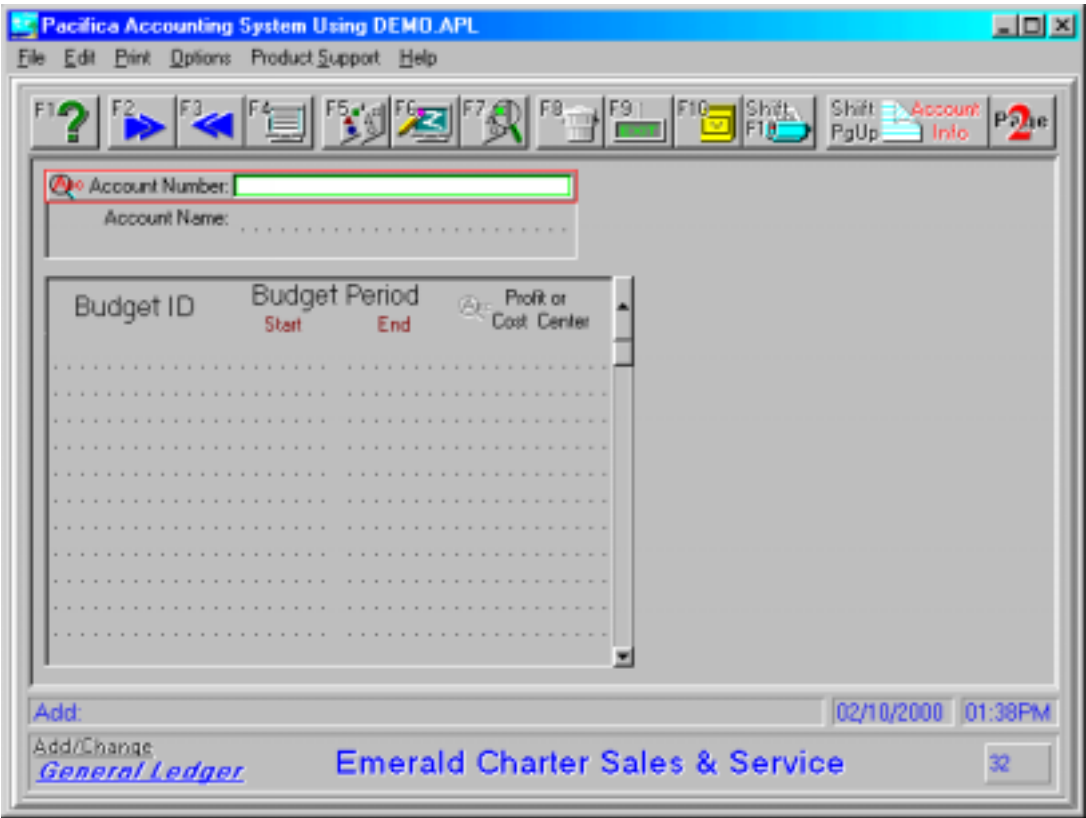 Pacifica Accounting System Using DEMO.APL
File Edit Print Options Product Support Help
F1 F2 F3 F4 F5 F6 F7 F8 F9 EXIT F10 Shift F10 Shift PgUp Account Info Page 2
Account Number:
Account Name:
Budget ID Budget Period Profit or
Start End Cost Center
Add: 02/10/2000 01:38PM
Add/Change
General Ledger Emerald Charter Sales & Service 32